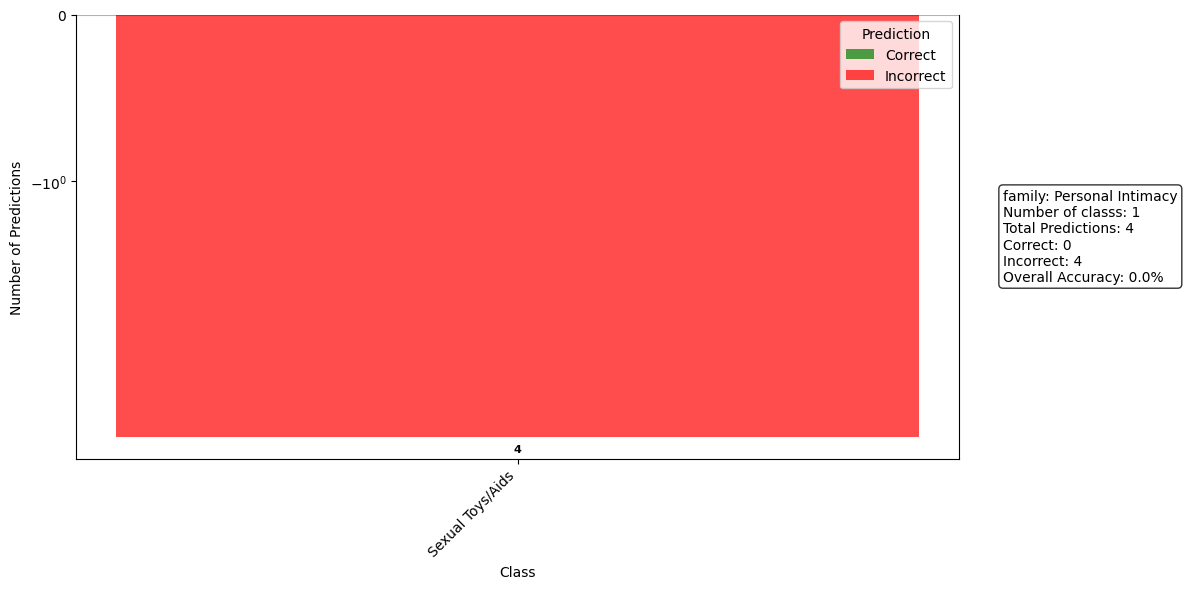 0
Prediction
Correct
Incorrect
−10⁰
Number of Predictions
family: Personal Intimacy
Number of classs: 1
Total Predictions: 4
Correct: 0
Incorrect: 4
Overall Accuracy: 0.0%
4
Sexual Toys/Aids
Class